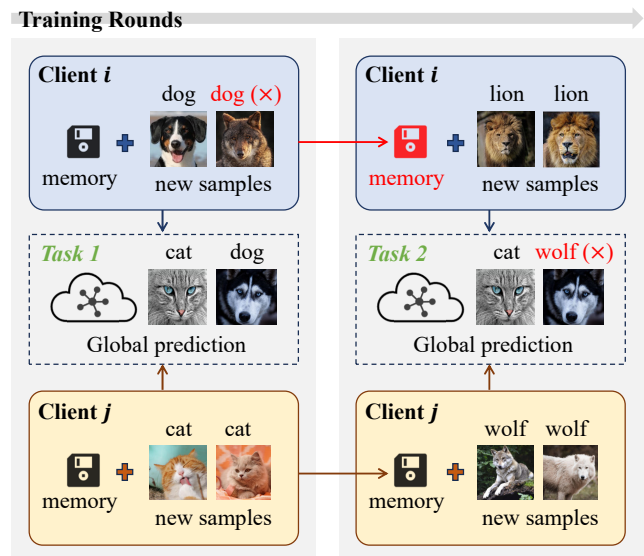 Training Rounds
Client i
dog dog (×)
memory
new samples
Task 1
cat dog
Global prediction
Client j
cat cat
memory
new samples
Client i
lion lion
memory
new samples
Task 2
cat wolf (×)
Global prediction
Client j
wolf wolf
memory
new samples